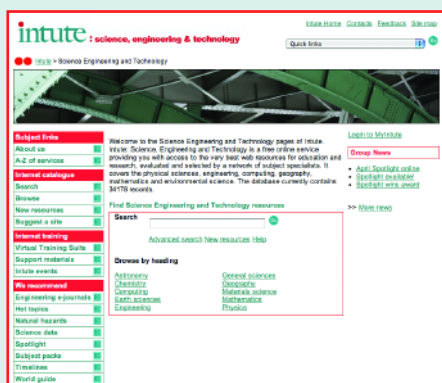 Intute Home Contacts Feedback Site map
intute : science, engineering & technology
Quick links
Go
Intute > Science Engineering and Technology
Subject links
About us
A-Z of services
Internet catalogue
Search
Browse
New resources
Suggest a site
Internet training
Virtual Training Suite
Support materials
Intute events
We recommend
Engineering e-journals
Hot topics
Natural hazards
Science data
Spotlight
Subject packs
Timelines
World guide
Welcome to the Science Engineering and Technology pages of Intute.
Intute: Science, Engineering and Technology is a free online service
providing you with access to the very best web resources for education and
research, evaluated and selected by a network of subject specialists. It
covers the physical sciences, engineering, computing, geography,
mathematics and environmental science. The database currently contains
34178 records.
Find Science Engineering and Technology resources
Search
Go
Advanced search New resources Help
Browse by heading
Astronomy General sciences
Chemistry Geography
Computing Materials science
Earth sciences Mathematics
Engineering Physics
Login to MyIntute
Group News
April Spotlight online
Spotlight available!
Spotlight wins award
>> More news